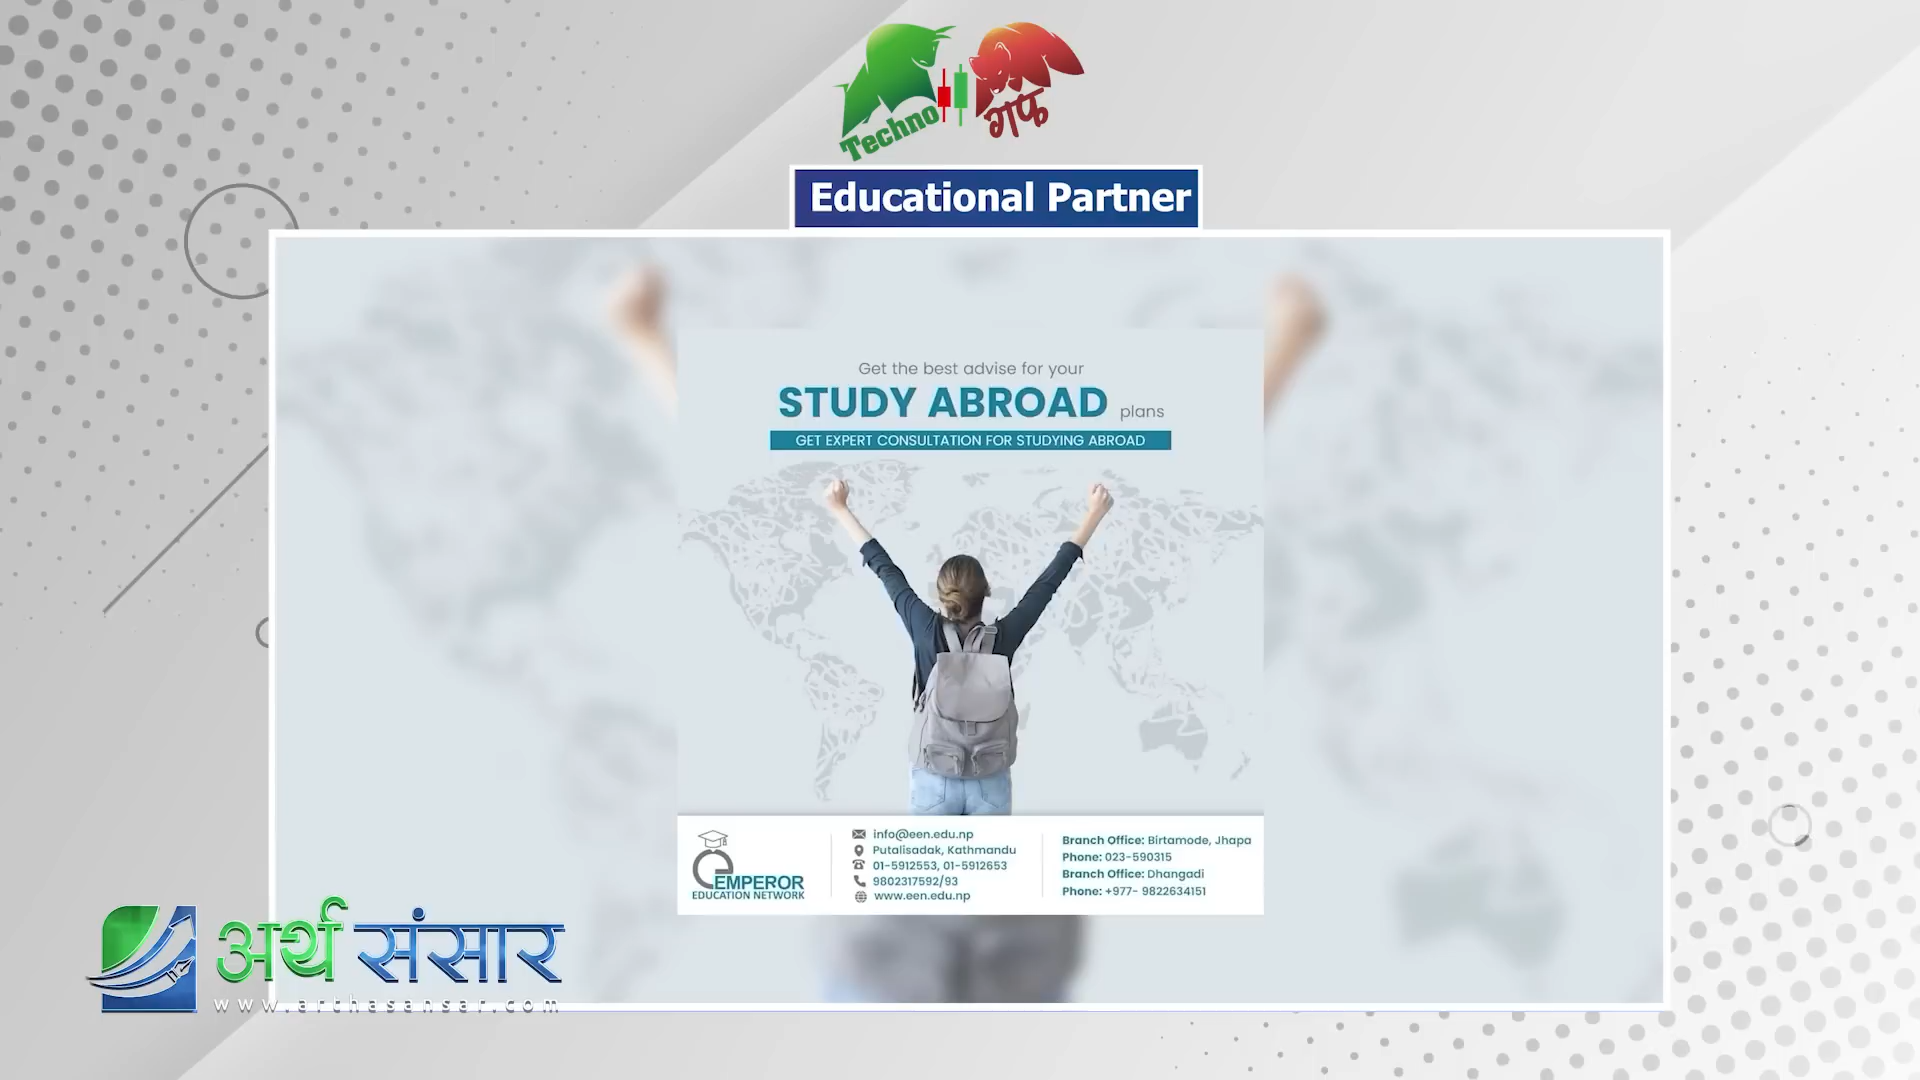 Techno गफ
Educational Partner
Get the best advise for your
STUDY ABROAD plans
GET EXPERT CONSULTATION FOR STUDYING ABROAD
EMPEROR
EDUCATION NETWORK
info@een.edu.np
Putalisadak, Kathmandu
01-5912553, 01-5912653
9802317592/93
www.een.edu.np
Branch Office: Birtamode, Jhapa
Phone: 023-590315
Branch Office: Dhangadi
Phone: +977- 9822634151
अर्थ संसार
www.arthasansar.com